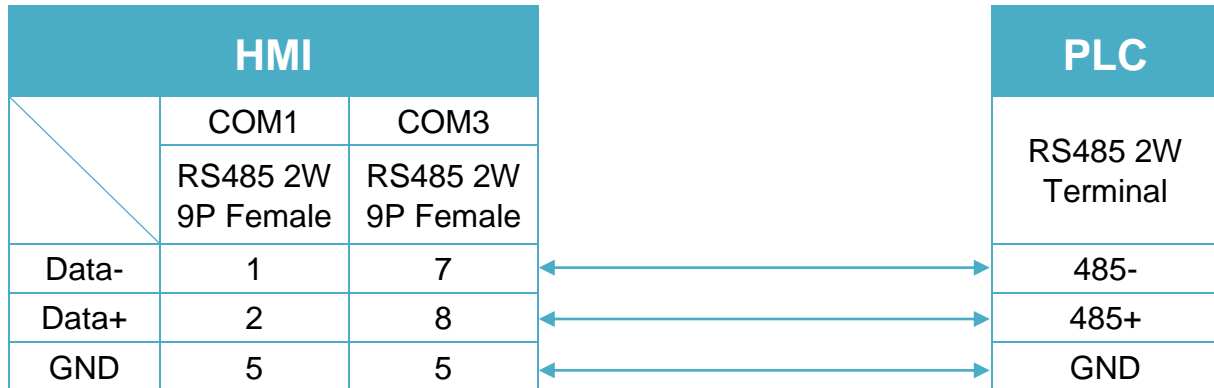 HMI
PLC
COM1 COM3
RS485 2W RS485 2W
9P Female 9P Female
RS485 2W
Terminal
Data- 1 7 485-
Data+ 2 8 485+
GND 5 5 GND